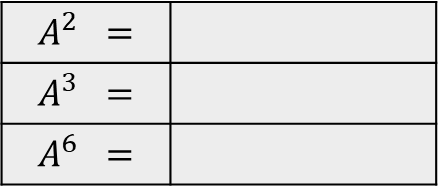 A² =
A³ =
A⁶ =